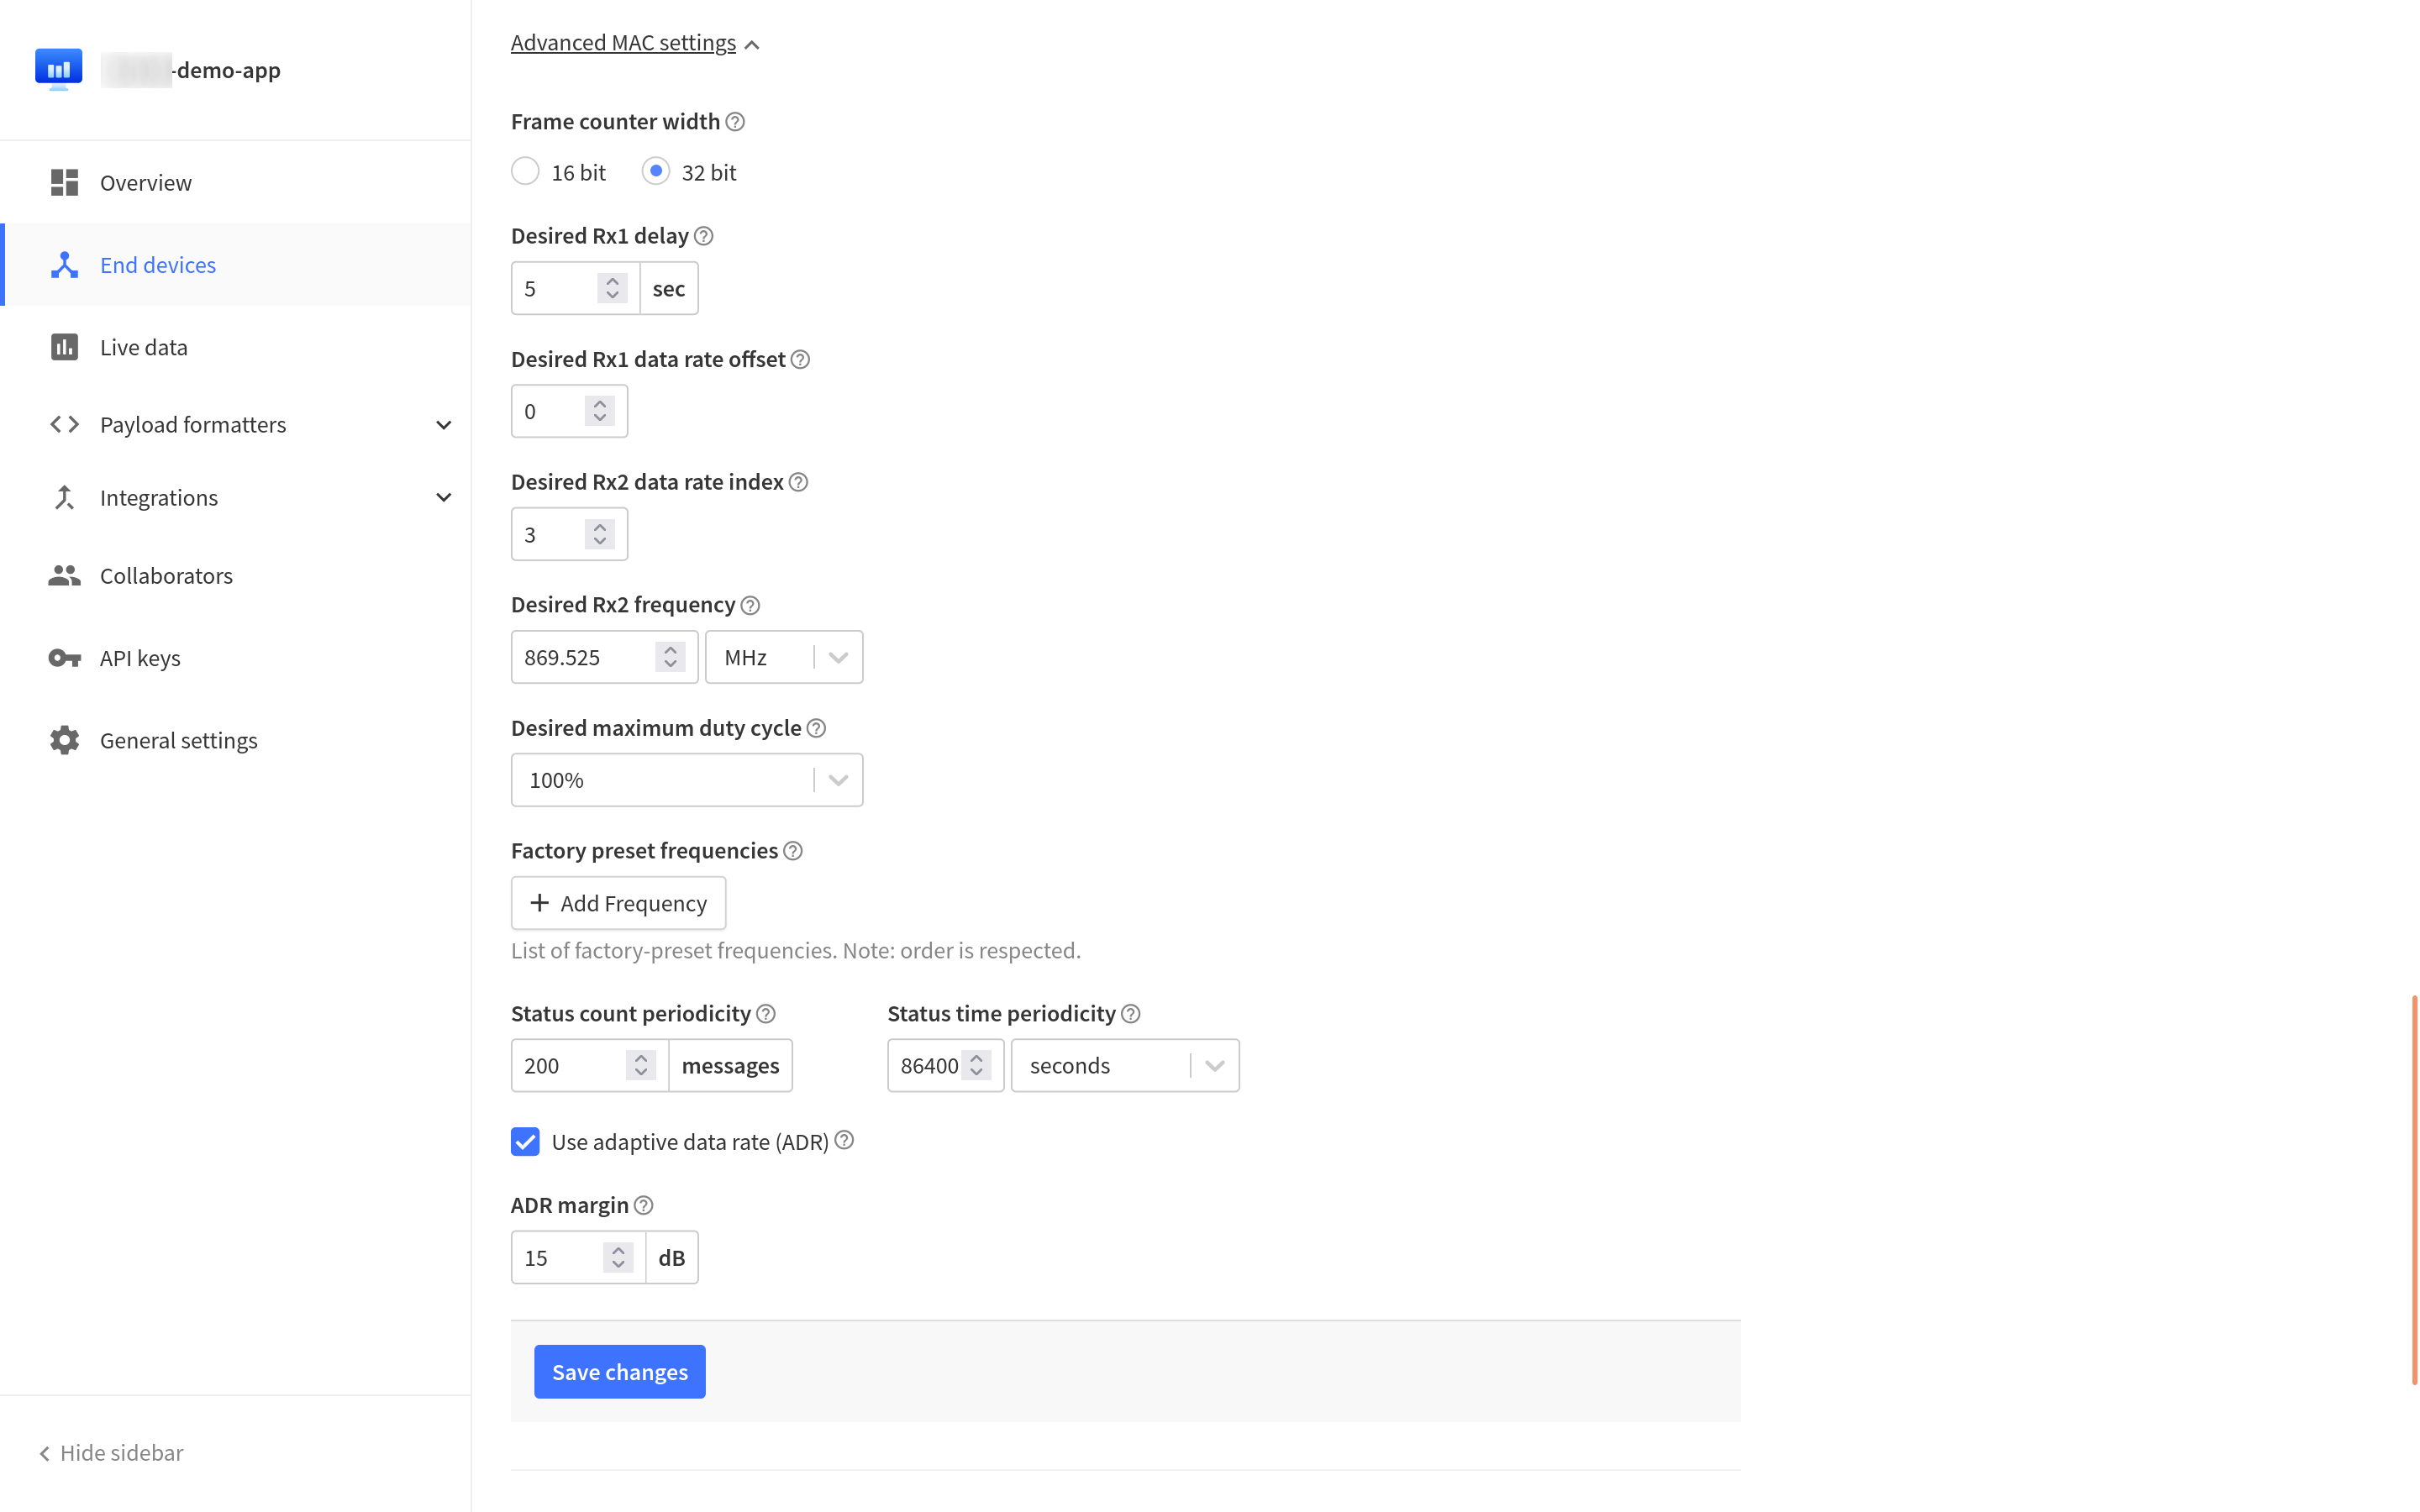 -demo-app
Overview
End devices
Live data
Payload formatters
Integrations
Collaborators
API keys
General settings
Hide sidebar
Advanced MAC settings
Frame counter width
16 bit 32 bit
Desired Rx1 delay
5 sec
Desired Rx1 data rate offset
0
Desired Rx2 data rate index
3
Desired Rx2 frequency
869.525 MHz
Desired maximum duty cycle
100%
Factory preset frequencies
+ Add Frequency
List of factory-preset frequencies. Note: order is respected.
Status count periodicity Status time periodicity
200 messages 86400 seconds
Use adaptive data rate (ADR)
ADR margin
15 dB
Save changes